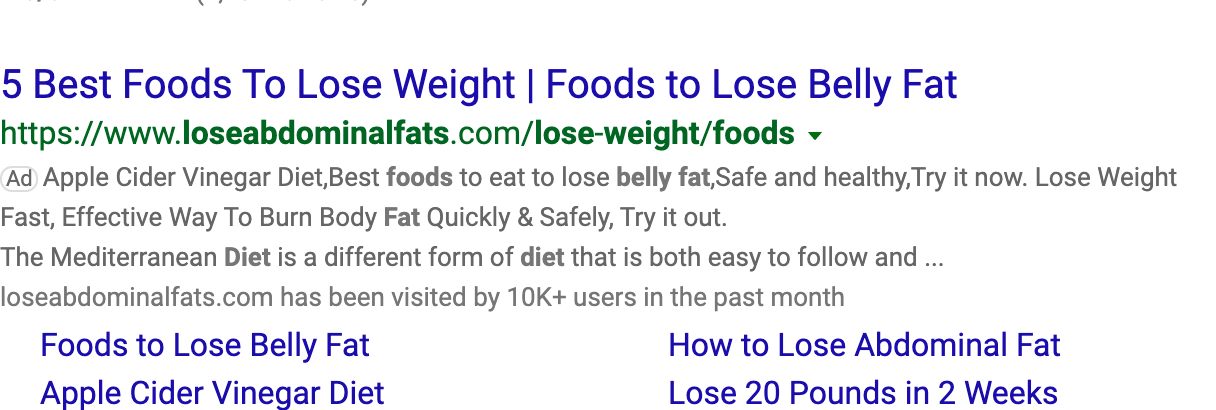 5 Best Foods To Lose Weight | Foods to Lose Belly Fat
https://www.loseabdominalfats.com/lose-weight/foods
Ad Apple Cider Vinegar Diet,Best foods to eat to lose belly fat,Safe and healthy,Try it now. Lose Weight
Fast, Effective Way To Burn Body Fat Quickly & Safely, Try it out.
The Mediterranean Diet is a different form of diet that is both easy to follow and ...
loseabdominalfats.com has been visited by 10K+ users in the past month
Foods to Lose Belly Fat How to Lose Abdominal Fat
Apple Cider Vinegar Diet Lose 20 Pounds in 2 Weeks